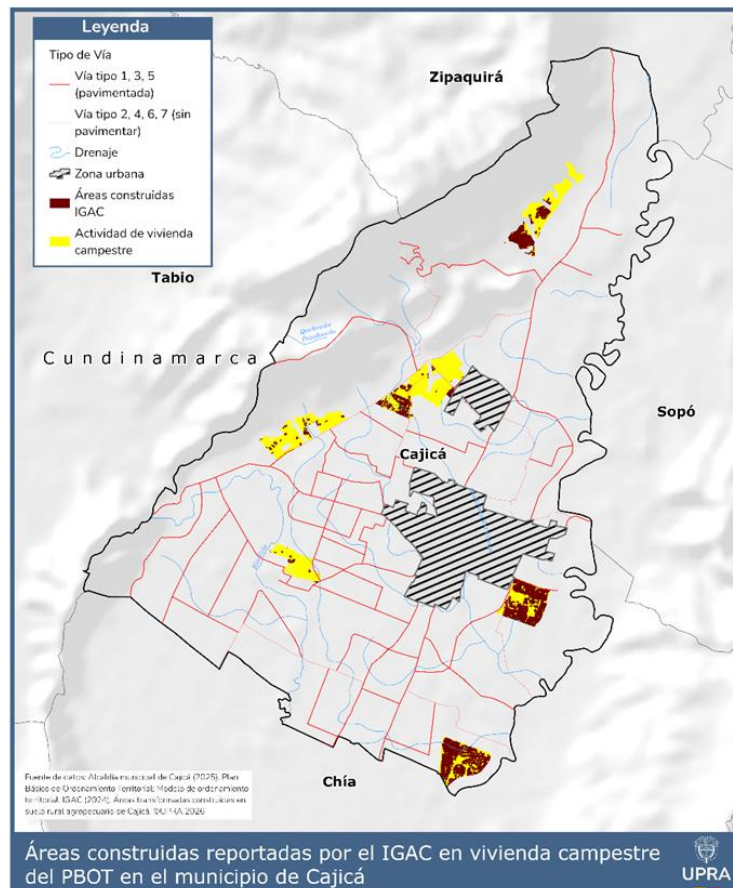 Leyenda
Tipo de Vía
Vía tipo 1, 3, 5
(pavimentada)
Vía tipo 2, 4, 6, 7 (sin
pavimentar)
Drenaje
Zona urbana
Áreas construidas
IGAC
Actividad de vivienda
campestre
Zipaquirá
Tabio
Quebrada
Cundinamarca
Sopó
Cajicá
Chía
Fuente de datos: Alcaldía municipal de Cajicá (2025). Plan
Básico de Ordenamiento Territorial: Modelo de ordenamiento
territorial. IGAC (2024). Áreas transformadas construidas en
suelo rural agropecuario de Cajicá. ©UPRA 2026
Áreas construidas reportadas por el IGAC en vivienda campestre
del PBOT en el municipio de Cajicá
UPRA